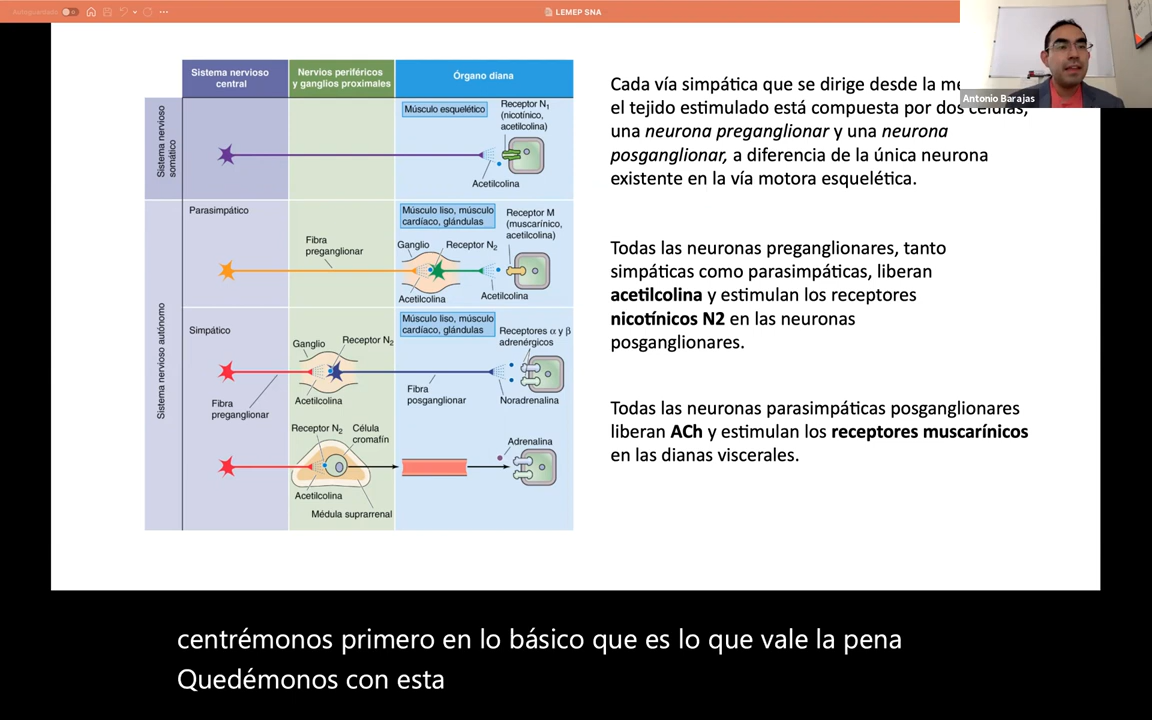 Autoguardado
LEMEP SNA
Antonio Barajas
Sistema nervioso
central
Nervios periféricos
y ganglios proximales
Órgano diana
Sistema nervioso
somático
Músculo esquelético
Receptor N1
(nicotínico,
acetilcolina)
Acetilcolina
Sistema nervioso autónomo
Parasimpático
Fibra
preganglionar
Músculo liso, músculo
cardíaco, glándulas
Receptor M
(muscarínico,
acetilcolina)
Ganglio
Receptor N2
Acetilcolina
Acetilcolina
Simpático
Músculo liso, músculo
cardíaco, glándulas
Receptores α y β
adrenérgicos
Ganglio
Receptor N2
Acetilcolina
Fibra
preganglionar
Fibra
posganglionar
Noradrenalina
Receptor N2
Célula
cromafín
Adrenalina
Acetilcolina
Médula suprarrenal
Cada vía simpática que se dirige desde la
el tejido estimulado está compuesta por dos células,
una neurona preganglionar y una neurona
posganglionar, a diferencia de la única neurona
existente en la vía motora esquelética.
Todas las neuronas preganglionares, tanto
simpáticas como parasimpáticas, liberan
acetilcolina y estimulan los receptores
nicotínicos N2 en las neuronas
posganglionares.
Todas las neuronas parasimpáticas posganglionares
liberan ACh y estimulan los receptores muscarínicos
en las dianas viscerales.
centrémonos primero en lo básico que es lo que vale la pena
Quedémonos con esta